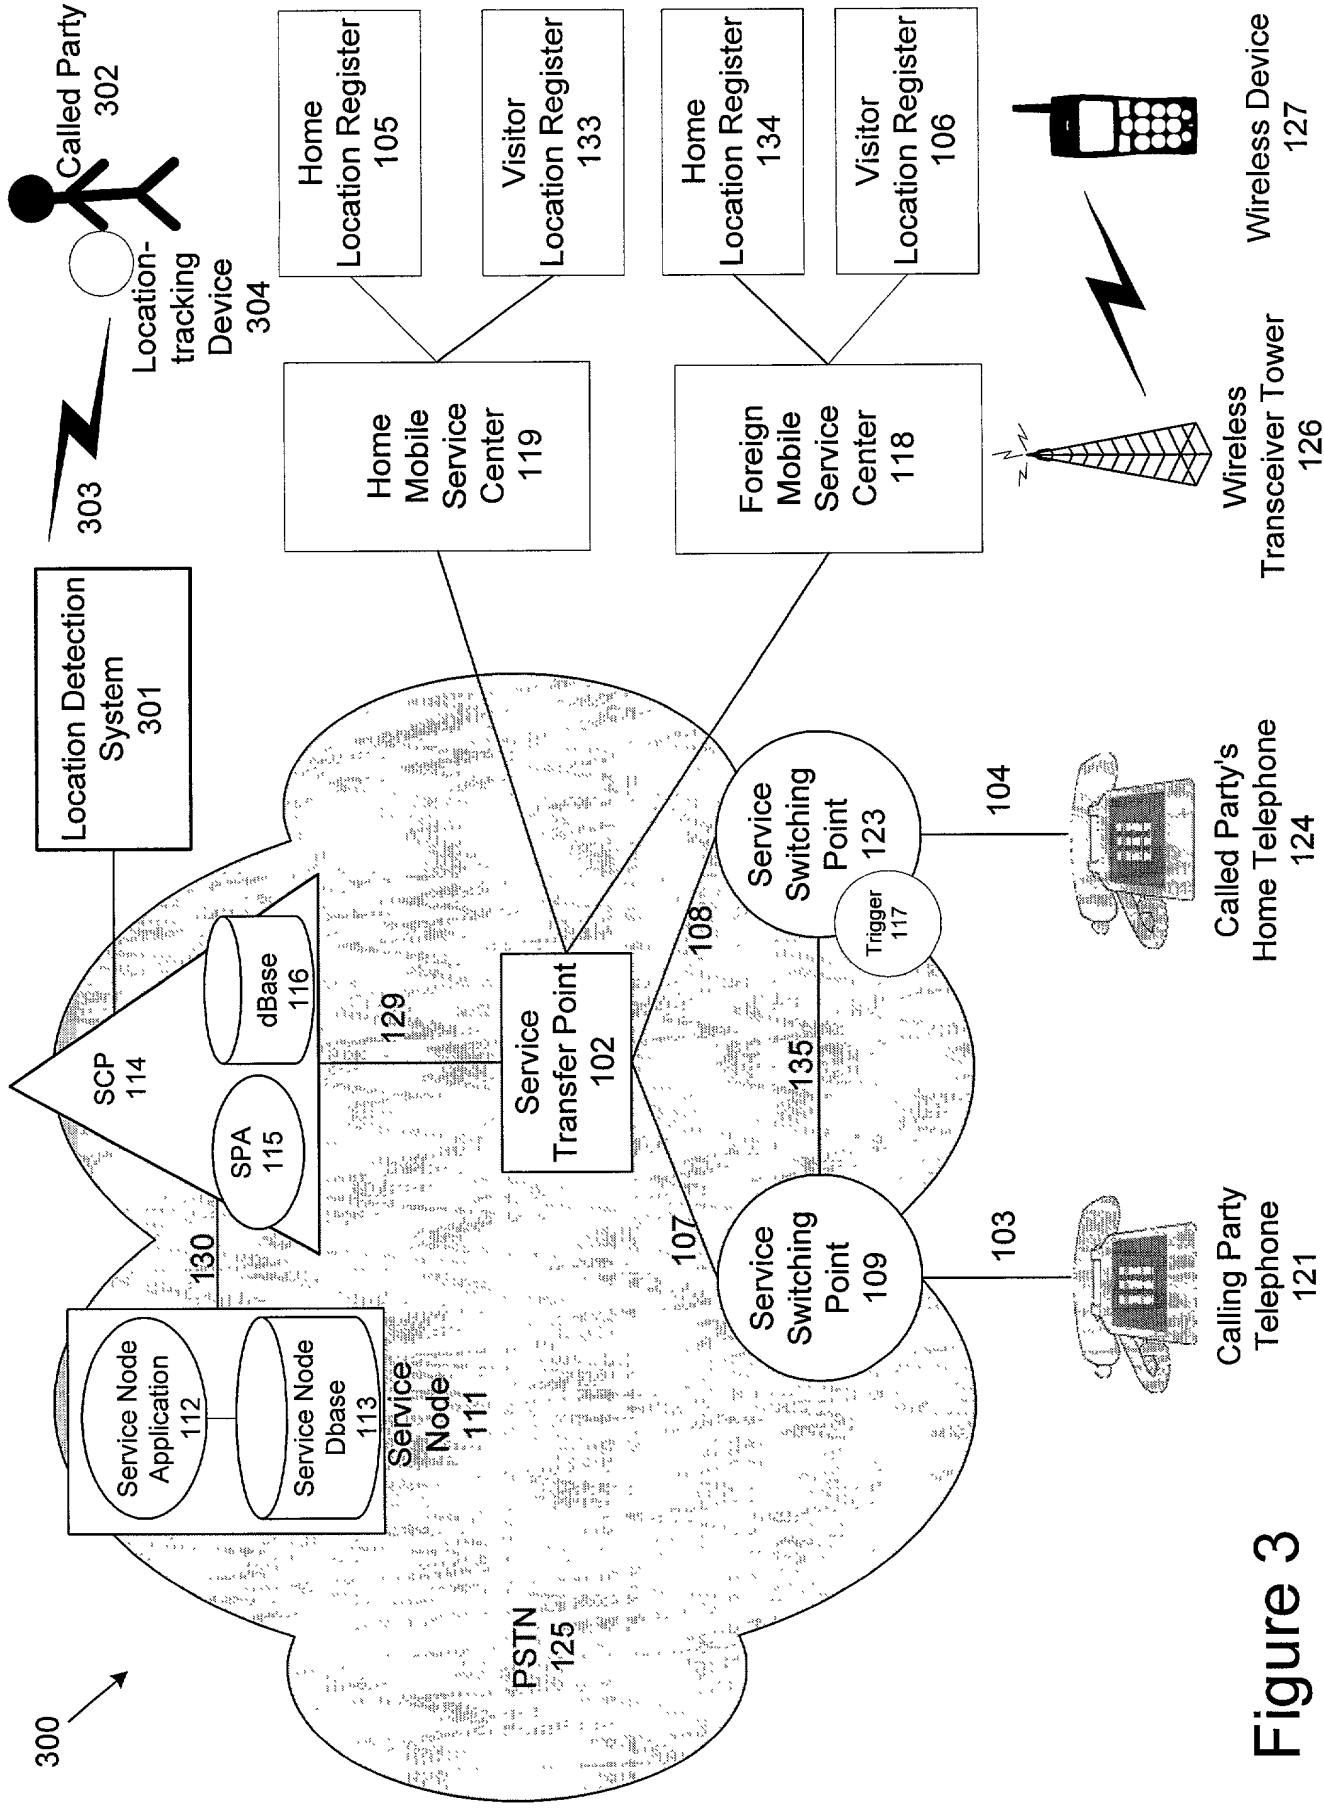 300
Service Node
Application
112
Service Node
Dbase
113
Service
Node
111
130
SCP
114
SPA
115
dBase
116
Location Detection
System
301
303
Called Party
302
Location-
tracking
Device
304
129
Service
Transfer Point
102
Home
Mobile
Service
Center
119
Home
Location Register
105
Visitor
Location Register
133
Foreign
Mobile
Service
Center
118
Home
Location Register
134
Visitor
Location Register
106
PSTN
125
107
108
135
Service
Switching
Point
109
Service
Switching
Point
123
Trigger
117
103
104
Calling Party
Telephone
121
Called Party's
Home Telephone
124
Wireless
Transceiver Tower
126
Wireless Device
127
Figure 3